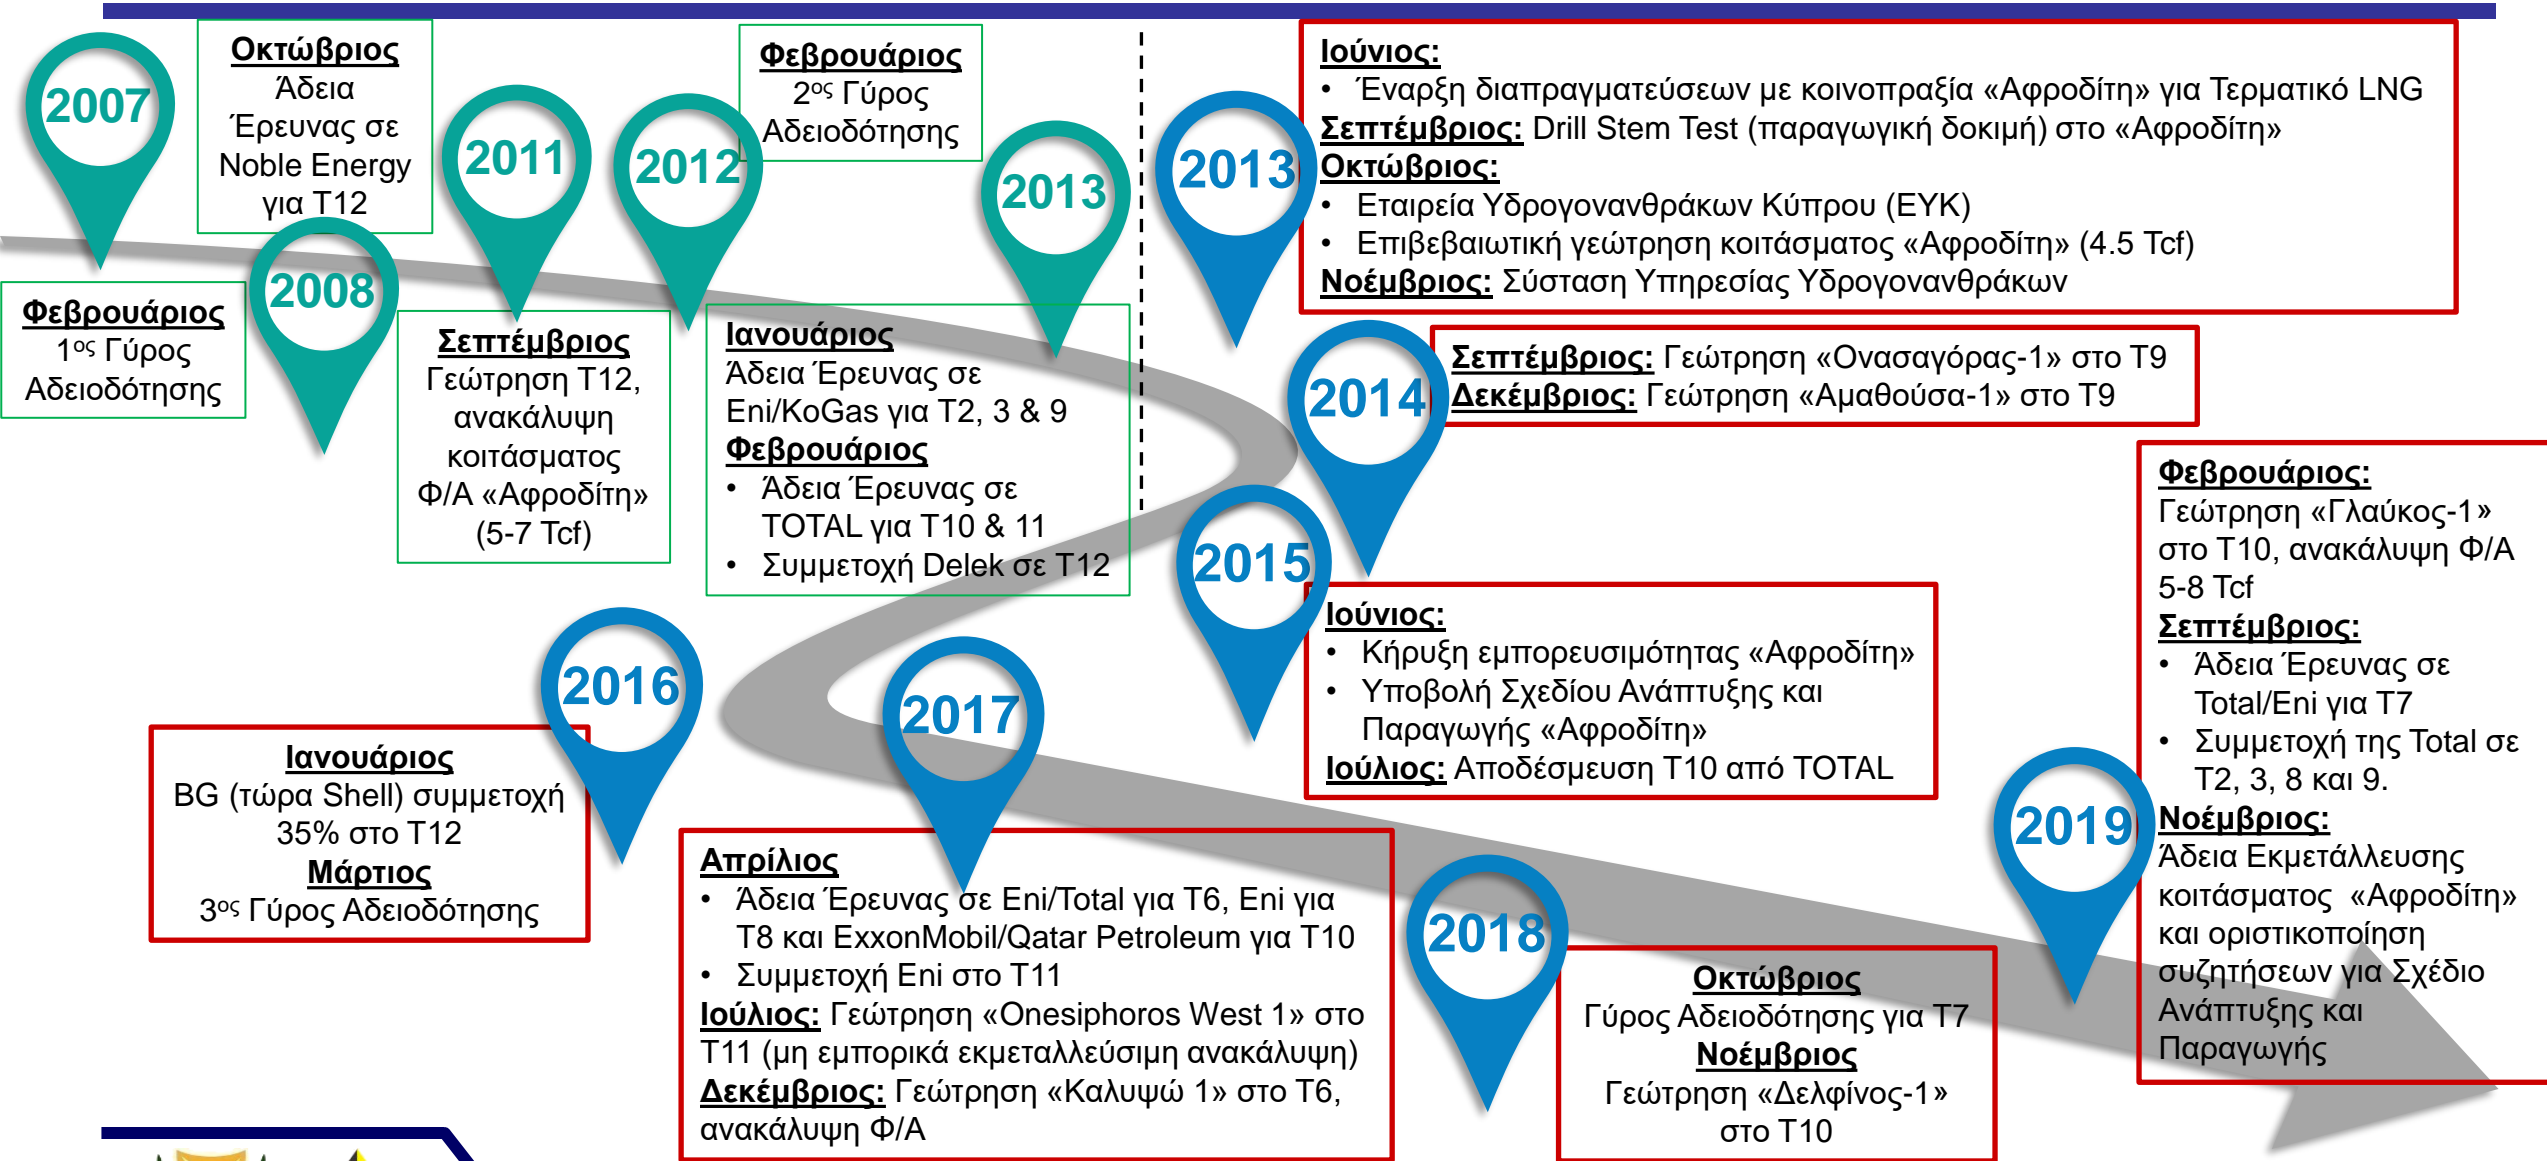 2007
Φεβρουάριος
1ος Γύρος
Αδειοδότησης
Οκτώβριος
Άδεια
Έρευνας σε
Noble Energy
για Τ12
2008
2011
Σεπτέμβριος
Γεώτρηση Τ12,
ανακάλυψη
κοιτάσματος
Φ/Α «Αφροδίτη»
(5-7 Tcf)
2012
Φεβρουάριος
2ος Γύρος
Αδειοδότησης
2013
Ιανουάριος
Άδεια Έρευνας σε
Eni/KoGas για Τ2, 3 & 9
Φεβρουάριος
• Άδεια Έρευνας σε
TOTAL για Τ10 & 11
• Συμμετοχή Delek σε Τ12
2013
Ιούνιος:
• Έναρξη διαπραγματεύσεων με κοινοπραξία «Αφροδίτη» για Τερματικό LNG
Σεπτέμβριος: Drill Stem Test (παραγωγική δοκιμή) στο «Αφροδίτη»
Οκτώβριος:
• Εταιρεία Υδρογονανθράκων Κύπρου (ΕΥΚ)
• Επιβεβαιωτική γεώτρηση κοιτάσματος «Αφροδίτη» (4.5 Tcf)
Νοέμβριος: Σύσταση Υπηρεσίας Υδρογονανθράκων
2014
Σεπτέμβριος: Γεώτρηση «Ονασαγόρας-1» στο Τ9
Δεκέμβριος: Γεώτρηση «Αμαθούσα-1» στο Τ9
2015
Ιούνιος:
• Κήρυξη εμπορευσιμότητας «Αφροδίτη»
• Υποβολή Σχεδίου Ανάπτυξης και
Παραγωγής «Αφροδίτη»
Ιούλιος: Αποδέσμευση Τ10 από TOTAL
2016
Ιανουάριος
BG (τώρα Shell) συμμετοχή
35% στο Τ12
Μάρτιος
3ος Γύρος Αδειοδότησης
2017
Απρίλιος
• Άδεια Έρευνας σε Eni/Total για Τ6, Eni για
Τ8 και ExxonMobil/Qatar Petroleum για Τ10
• Συμμετοχή Eni στο Τ11
Ιούλιος: Γεώτρηση «Onesiphoros West 1» στο
Τ11 (μη εμπορικά εκμεταλλεύσιμη ανακάλυψη)
Δεκέμβριος: Γεώτρηση «Καλυψώ 1» στο Τ6,
ανακάλυψη Φ/Α
2018
Οκτώβριος
Γύρος Αδειοδότησης για Τ7
Νοέμβριος
Γεώτρηση «Δελφίνος-1»
στο Τ10
2019
Φεβρουάριος:
Γεώτρηση «Γλαύκος-1»
στο Τ10, ανακάλυψη Φ/Α
5-8 Tcf
Σεπτέμβριος:
• Άδεια Έρευνας σε
Total/Eni για Τ7
• Συμμετοχή της Total σε
Τ2, 3, 8 και 9.
Νοέμβριος:
Άδεια Εκμετάλλευσης
κοιτάσματος «Αφροδίτη»
και οριστικοποίηση
συζητήσεων για Σχέδιο
Ανάπτυξης και
Παραγωγής